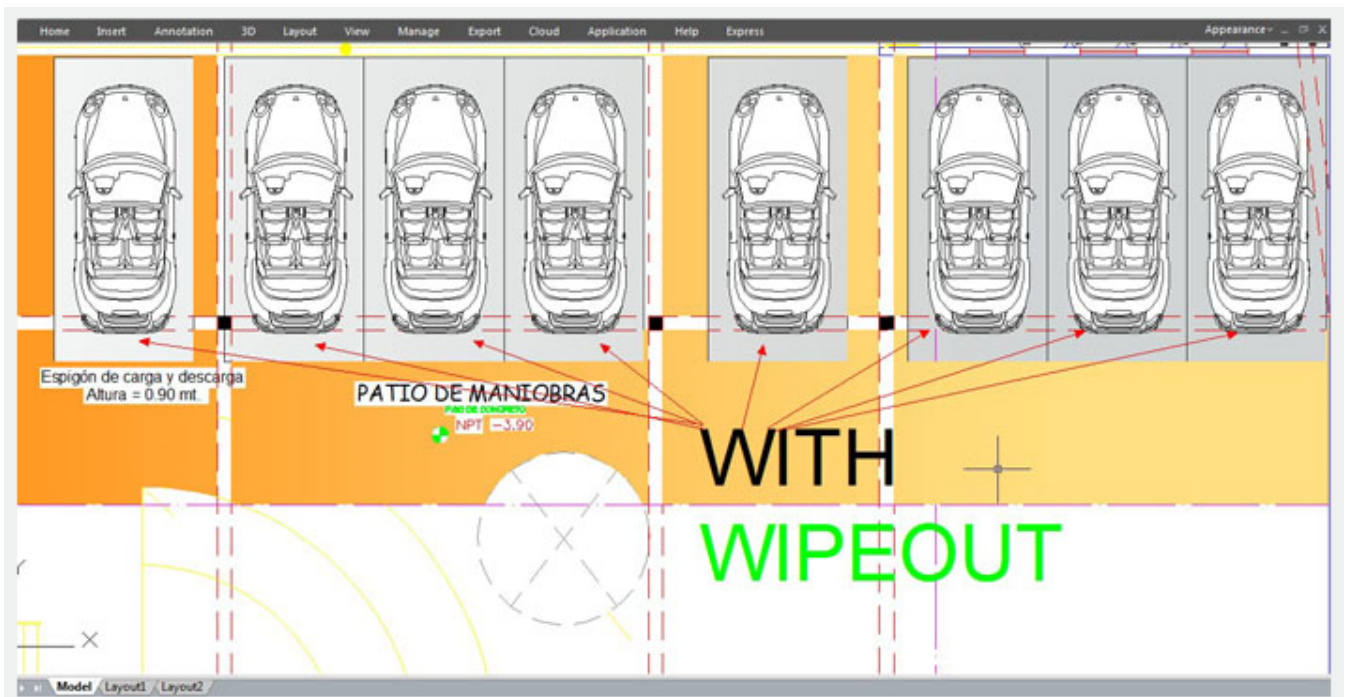 Home Insert Annotation 3D Layout View Manage Export Cloud Application Help Express Appearance
Espigón de carga y descarga
Altura = 0.90 mt.
PATIO DE MANIOBRAS
PISO DE CONCRETO
NPT -3.90
WITH
WIPEOUT
Y
X
Model Layout1 Layout2